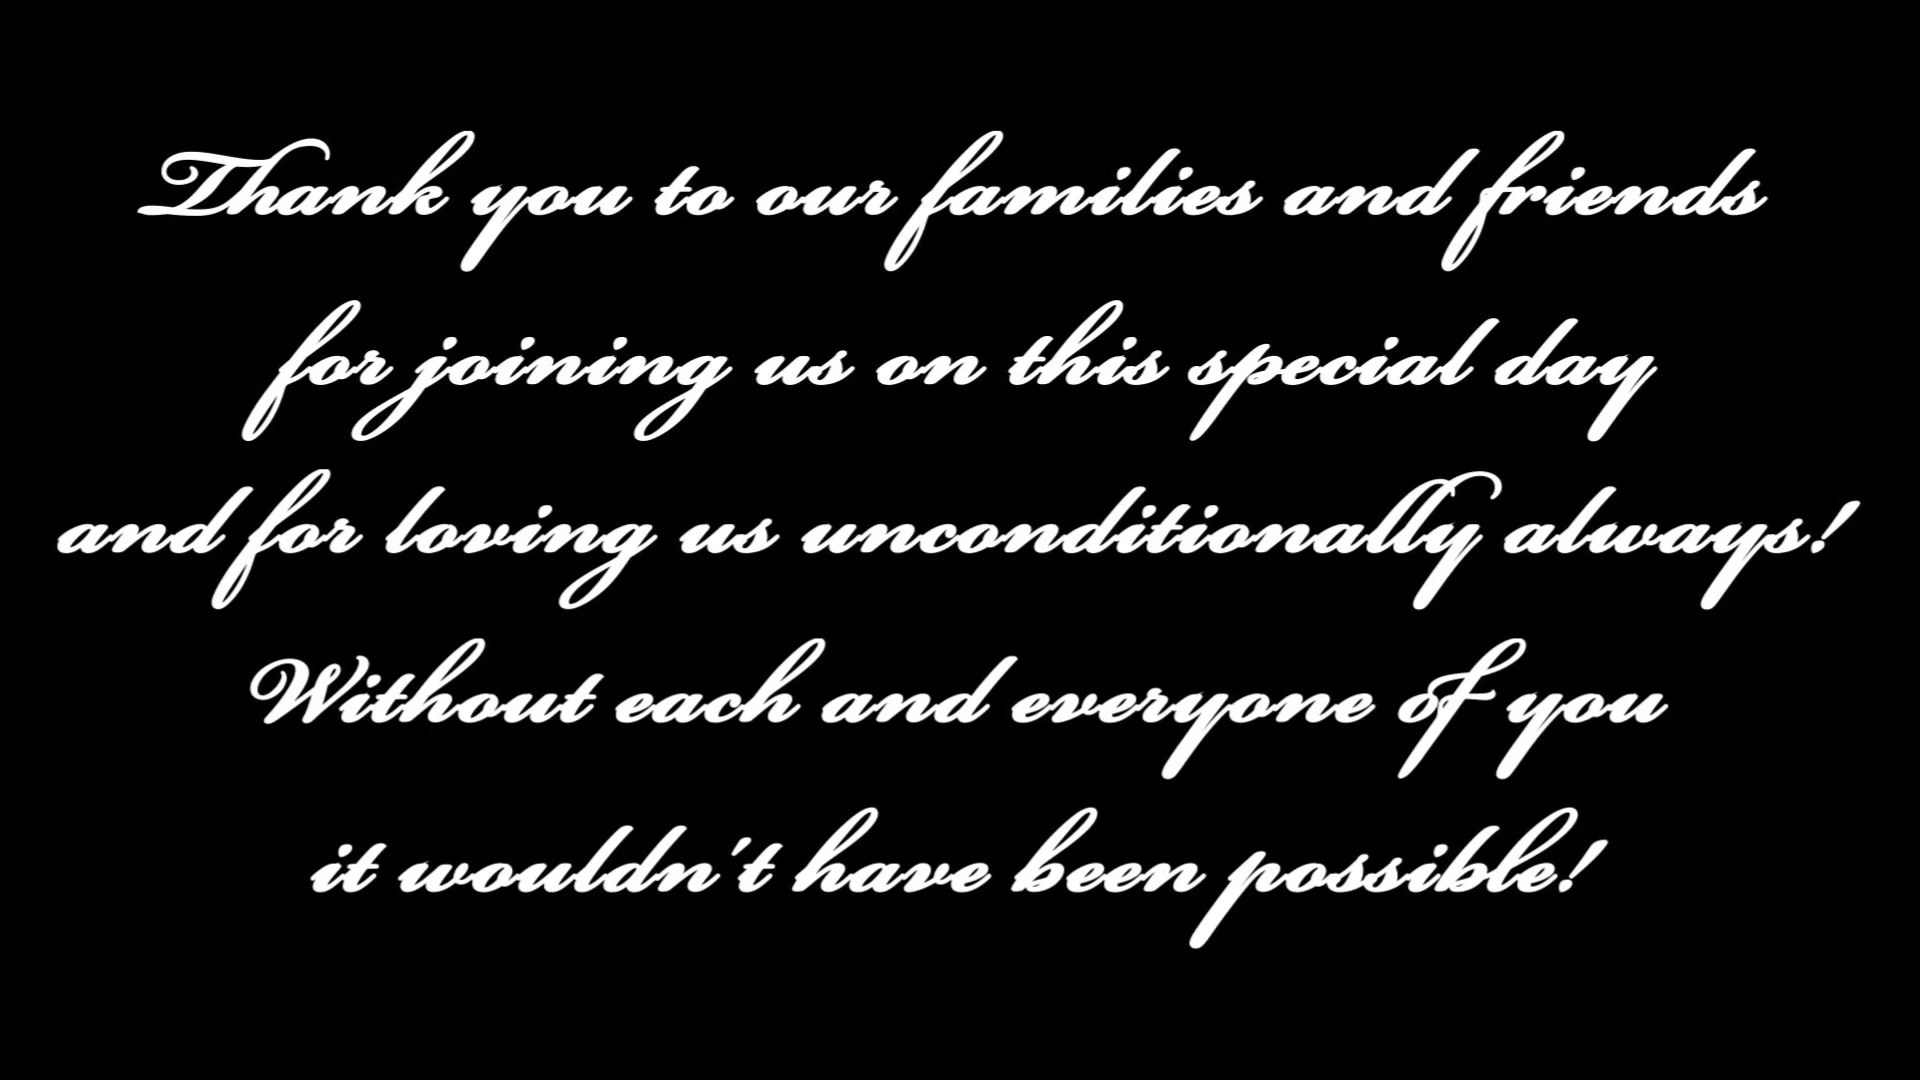 Thank you to our families and friends
for joining us on this special day
and for loving us unconditionally always!
Without each and everyone of you
it wouldn't have been possible!